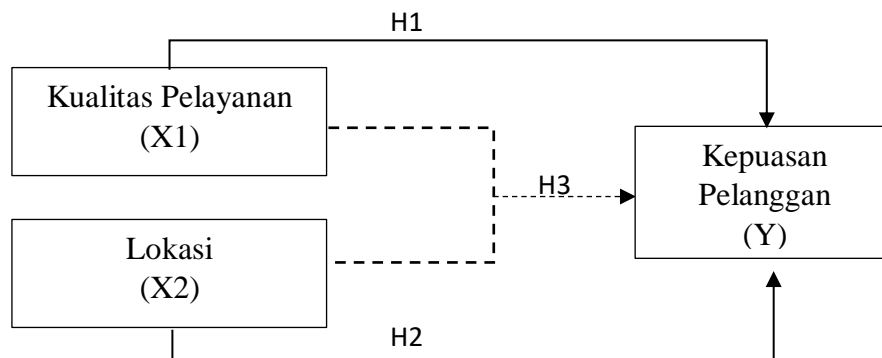 H1
Kualitas Pelayanan
(X1)
Kepuasan
Pelanggan
(Y)
H3
Lokasi
(X2)
H2